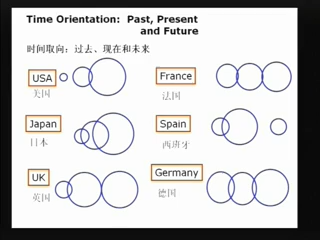 Time Orientation: Past, Present
and Future
时间取向：过去、现在和未来
USA
美国
France
法国
Japan
日本
Spain
西班牙
UK
英国
Germany
德国